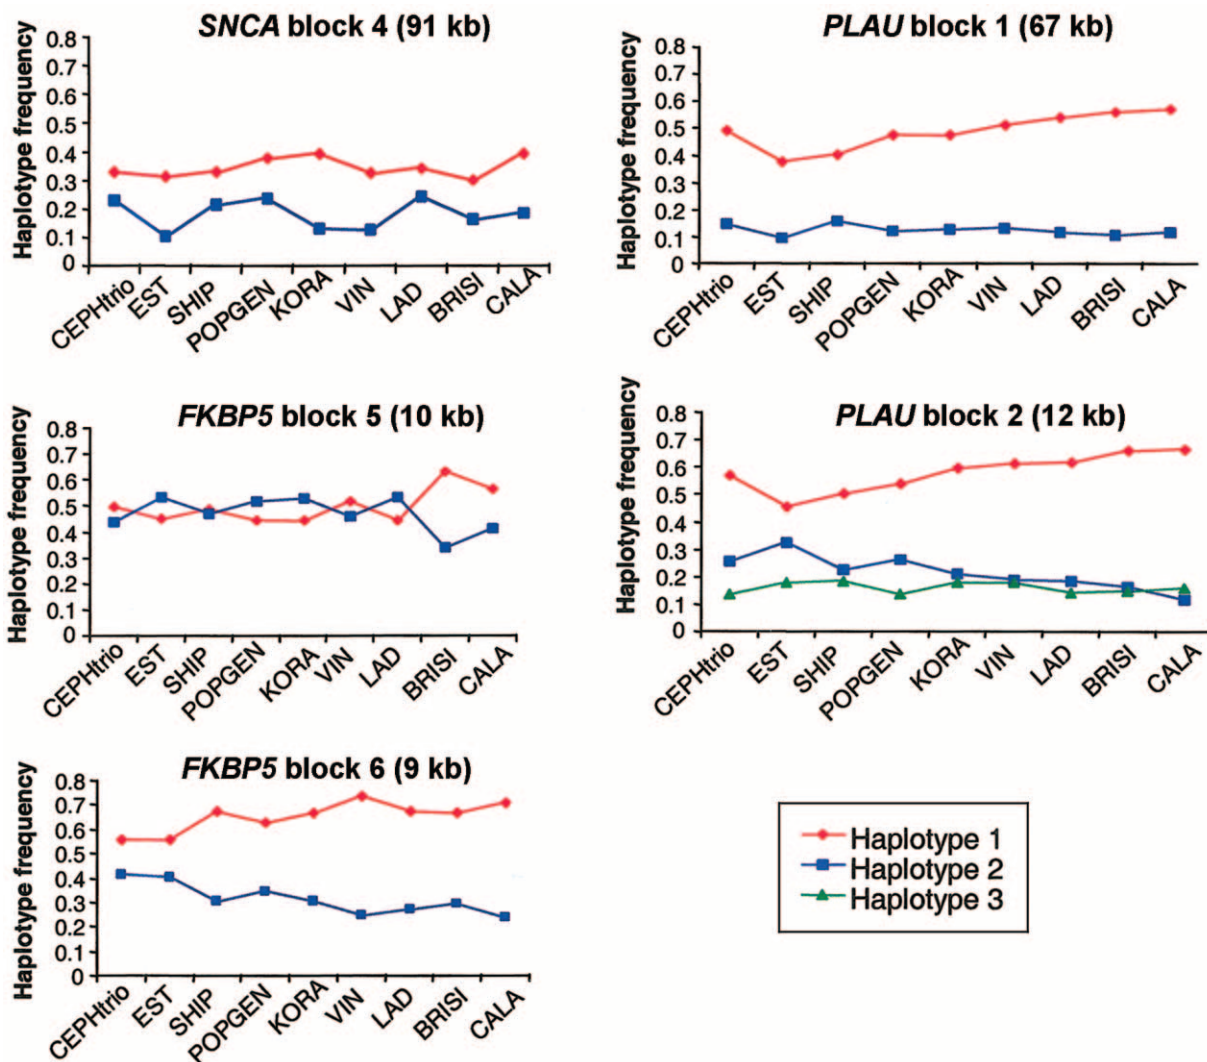 SNCA block 4 (91 kb)
Haplotype frequency
0.8
0.7
0.6
0.5
0.4
0.3
0.2
0.1
0
CEPHtrio
EST
SHIP
POPGEN
KORA
VIN
LAD
BRISI
CALA
PLAU block 1 (67 kb)
Haplotype frequency
0.8
0.7
0.6
0.5
0.4
0.3
0.2
0.1
0
CEPHtrio
EST
SHIP
POPGEN
KORA
VIN
LAD
BRISI
CALA
FKBP5 block 5 (10 kb)
Haplotype frequency
0.8
0.7
0.6
0.5
0.4
0.3
0.2
0.1
0
CEPHtrio
EST
SHIP
POPGEN
KORA
VIN
LAD
BRISI
CALA
PLAU block 2 (12 kb)
Haplotype frequency
0.8
0.7
0.6
0.5
0.4
0.3
0.2
0.1
0
CEPHtrio
EST
SHIP
POPGEN
KORA
VIN
LAD
BRISI
CALA
FKBP5 block 6 (9 kb)
Haplotype frequency
0.8
0.7
0.6
0.5
0.4
0.3
0.2
0.1
0
CEPHtrio
EST
SHIP
POPGEN
KORA
VIN
LAD
BRISI
CALA
Haplotype 1
Haplotype 2
Haplotype 3